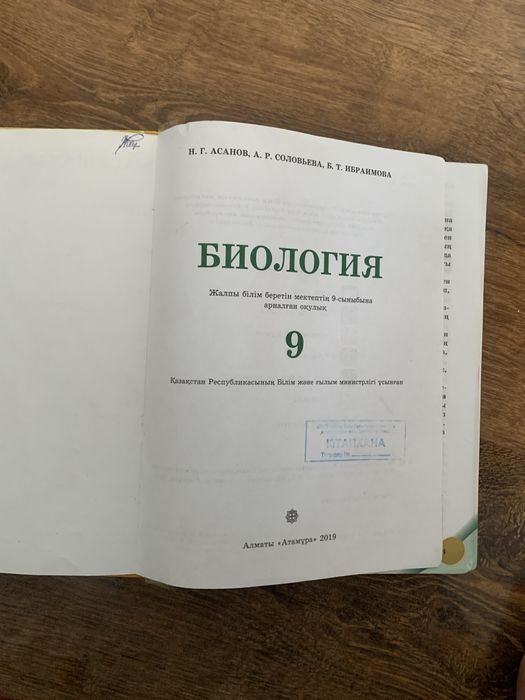 Н. Г. АСАНОВ, А. Р. СОЛОВЬЕВА, Б. Т. ИБРАИМОВА
БИОЛОГИЯ
Жалпы білім беретін мектептің 9-сыныбына
арналған оқулық
9
Қазақстан Республикасының Білім және ғылым министрлігі ұсынған
КІТАПХАНА
Алматы «Атамұра» 2019